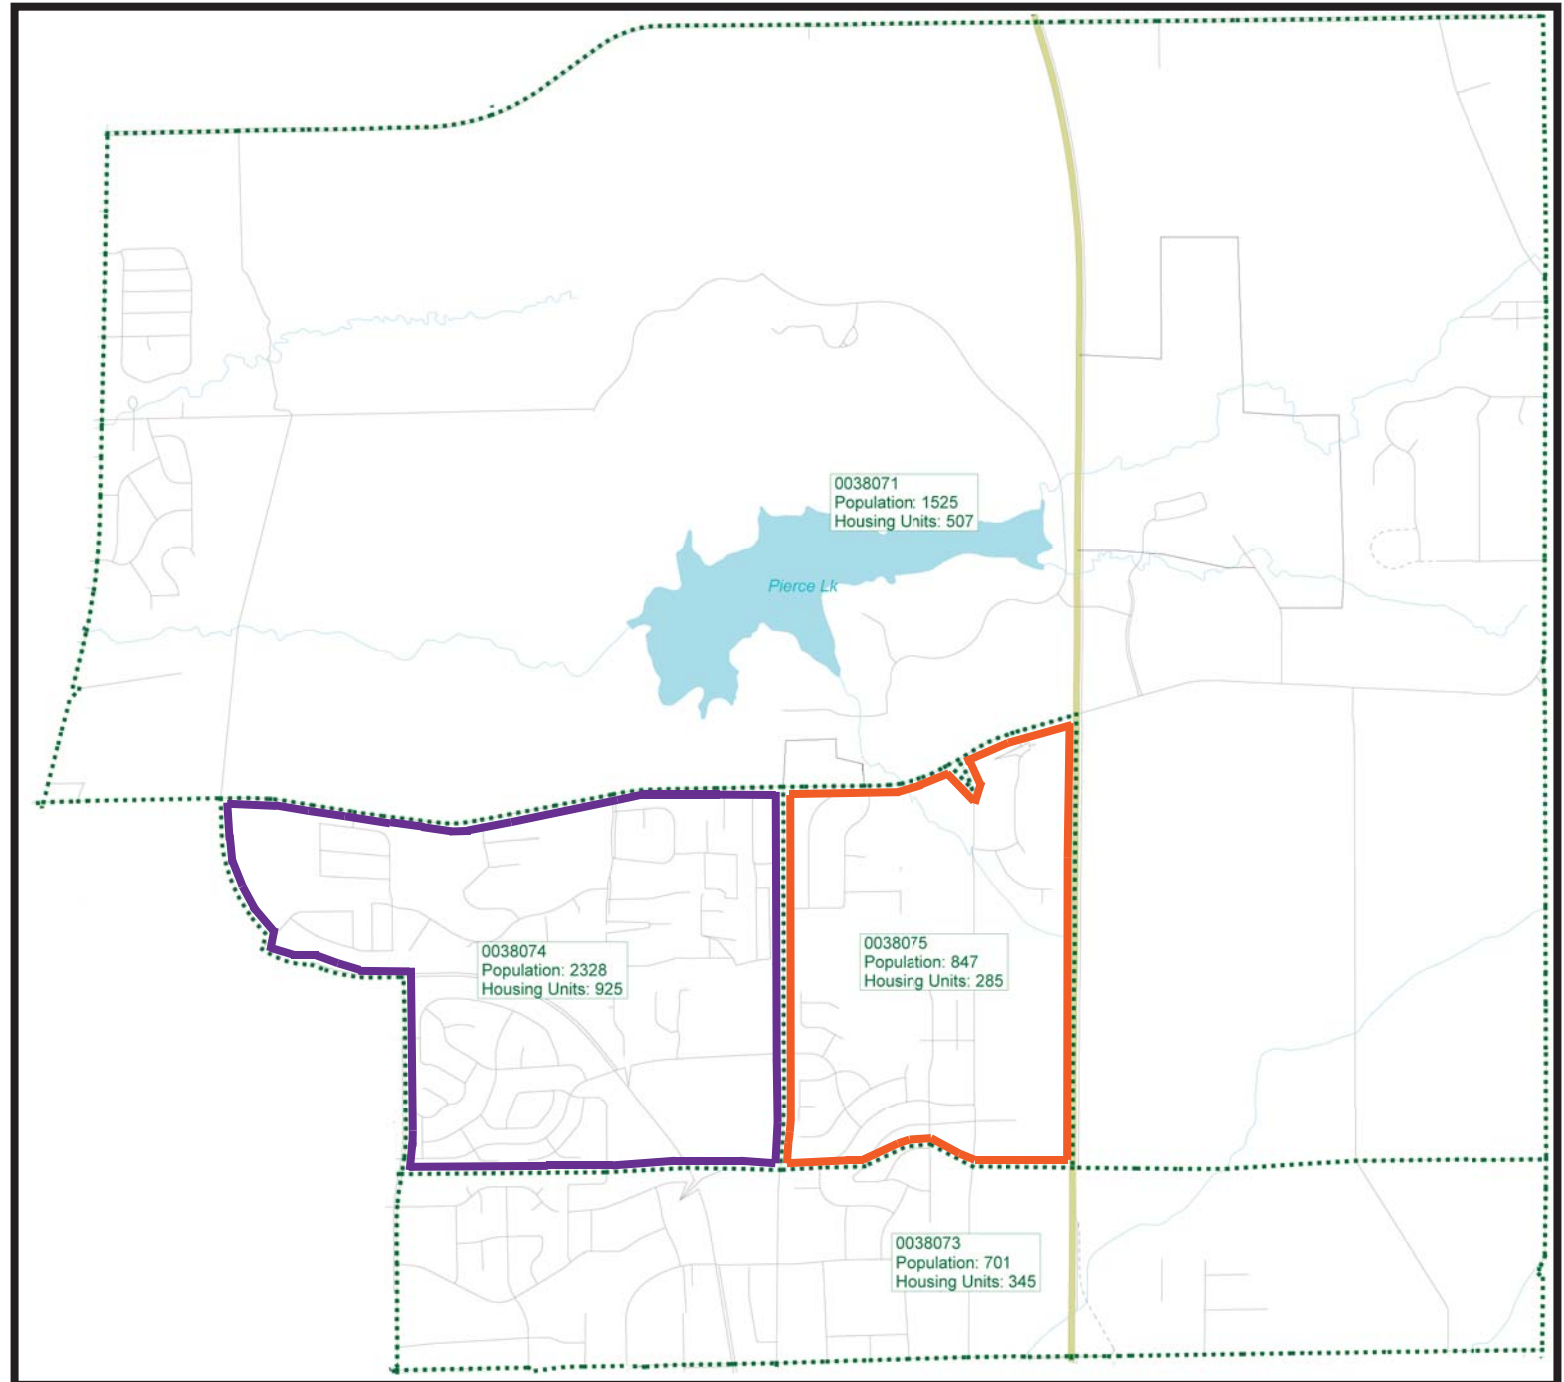 0038071
Population: 1525
Housing Units: 507
Pierce Lk
0038074
Population: 2328
Housing Units: 925
0038075
Population: 847
Housing Units: 285
0038073
Population: 701
Housing Units: 345